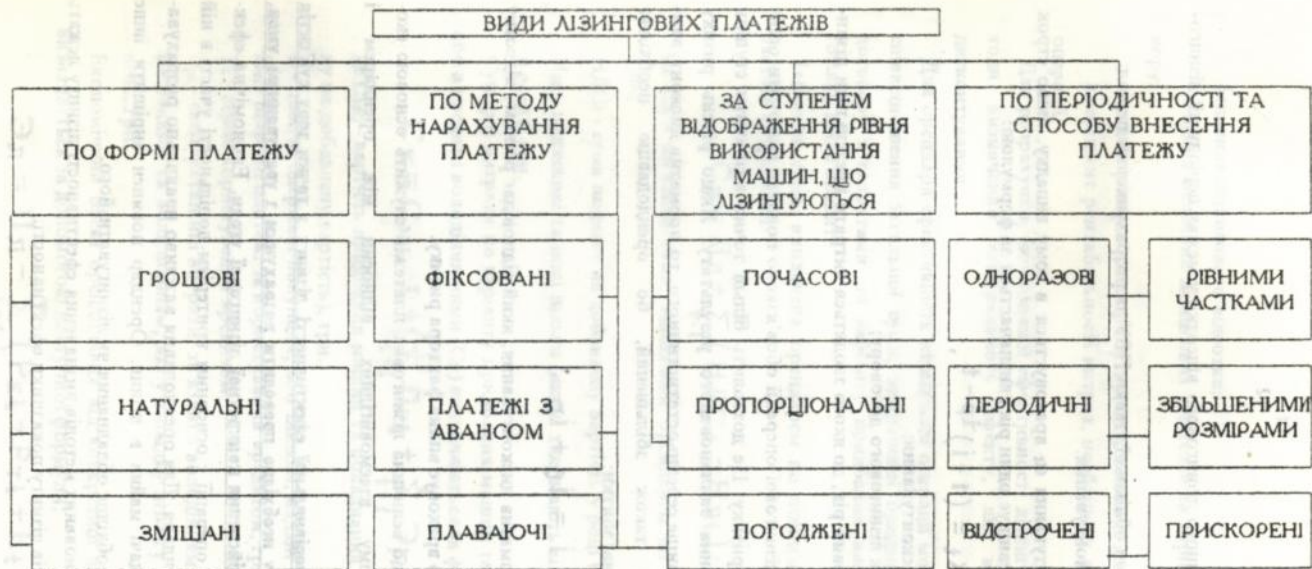 ВИДИ ЛІЗИНГОВИХ ПЛАТЕЖІВ
ПО ФОРМІ ПЛАТЕЖУ
ПО МЕТОДУ
НАРАХУВАННЯ
ПЛАТЕЖУ
ЗА СТУПЕНЕМ
ВІДОБРАЖЕННЯ РІВНЯ
ВИКОРИСТАННЯ
МАШИН, ЩО
ЛІЗИНГУЮТЬСЯ
ПО ПЕРІОДИЧНОСТІ ТА
СПОСОБУ ВНЕСЕННЯ
ПЛАТЕЖУ
ГРОШОВІ
ФІКСОВАНІ
ПОЧАСОВІ
ОДНОРАЗОВІ
РІВНИМИ
ЧАСТКАМИ
НАТУРАЛЬНІ
ПЛАТЕЖІ З
АВАНСОМ
ПРОПОРЦІОНАЛЬНІ
ПЕРІОДИЧНІ
ЗБІЛЬШЕНИМИ
РОЗМІРАМИ
ЗМІШАНІ
ПЛАВАЮЧІ
ПОГОДЖЕНІ
ВІДСТРОЧЕНІ
ПРИСКОРЕНІ